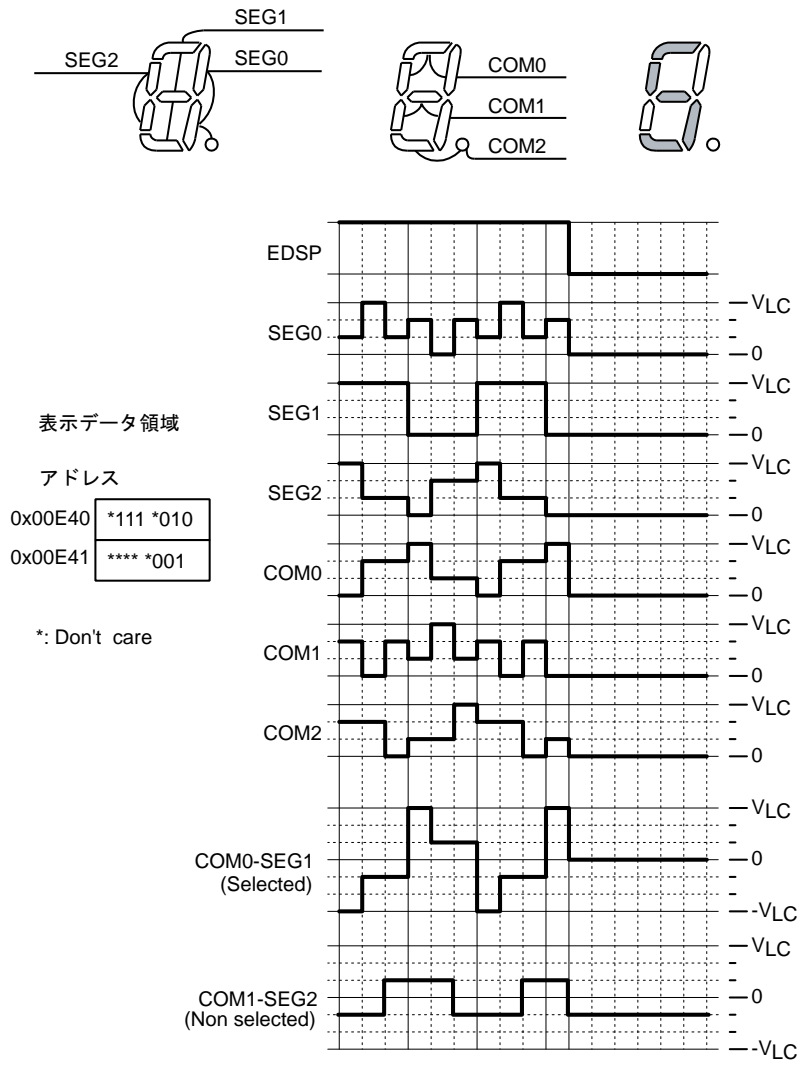 SEG1
SEG2
SEG0
COM0
COM1
COM2
EDSP
VLC
SEG0
0
VLC
SEG1
0
表示データ領域
VLC
SEG2
アドレス
0
0x00E40 *111 *010
VLC
0x00E41 **** *001
COM0
0
VLC
*: Don't care
COM1
0
VLC
COM2
0
VLC
COM0-SEG1
0
(Selected)
-VLC
VLC
COM1-SEG2
0
(Non selected)
-VLC